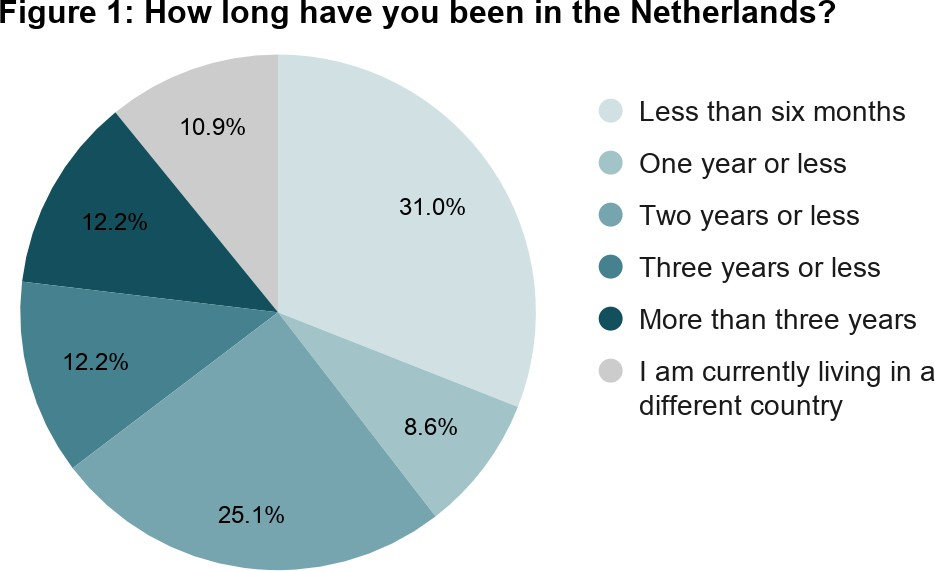 Figure 1: How long have you been in the Netherlands?
10.9%
31.0%
12.2%
12.2%
8.6%
25.1%
Less than six months
One year or less
Two years or less
Three years or less
More than three years
I am currently living in a
different country